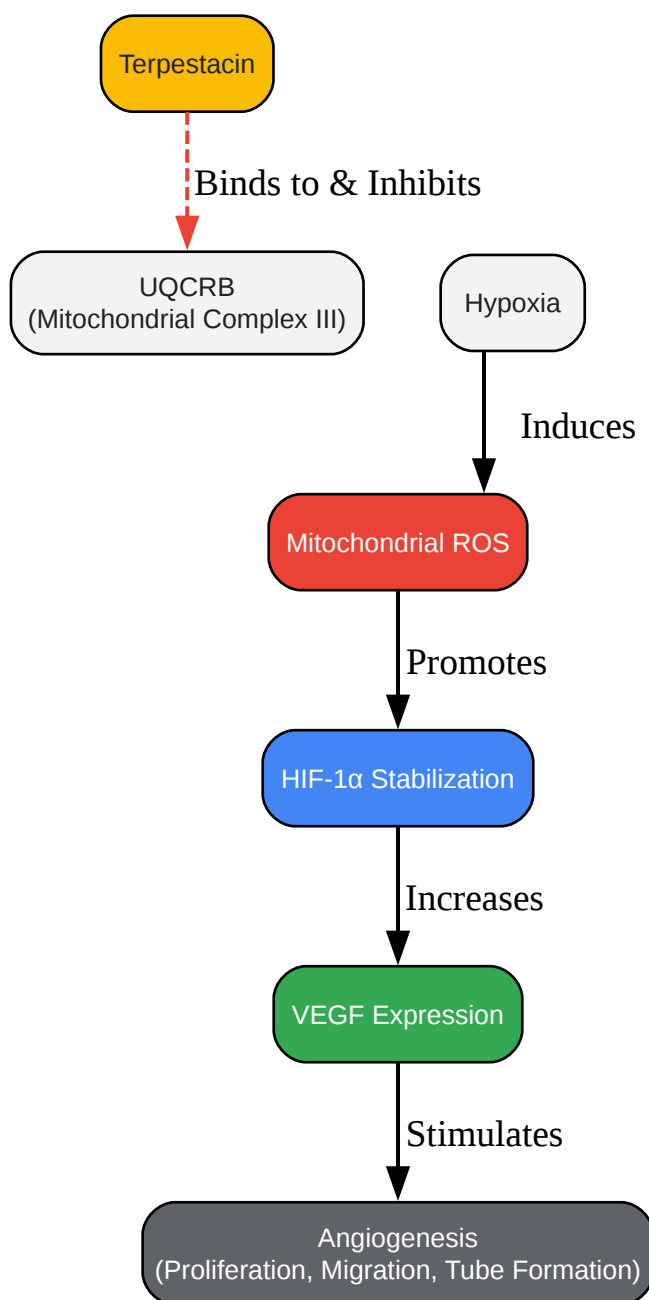 Terpestacin
Binds to & Inhibits
UQCRB
(Mitochondrial Complex III)
Hypoxia
Induces
Mitochondrial ROS
Promotes
HIF-1α Stabilization
Increases
VEGF Expression
Stimulates
Angiogenesis
(Proliferation, Migration, Tube Formation)